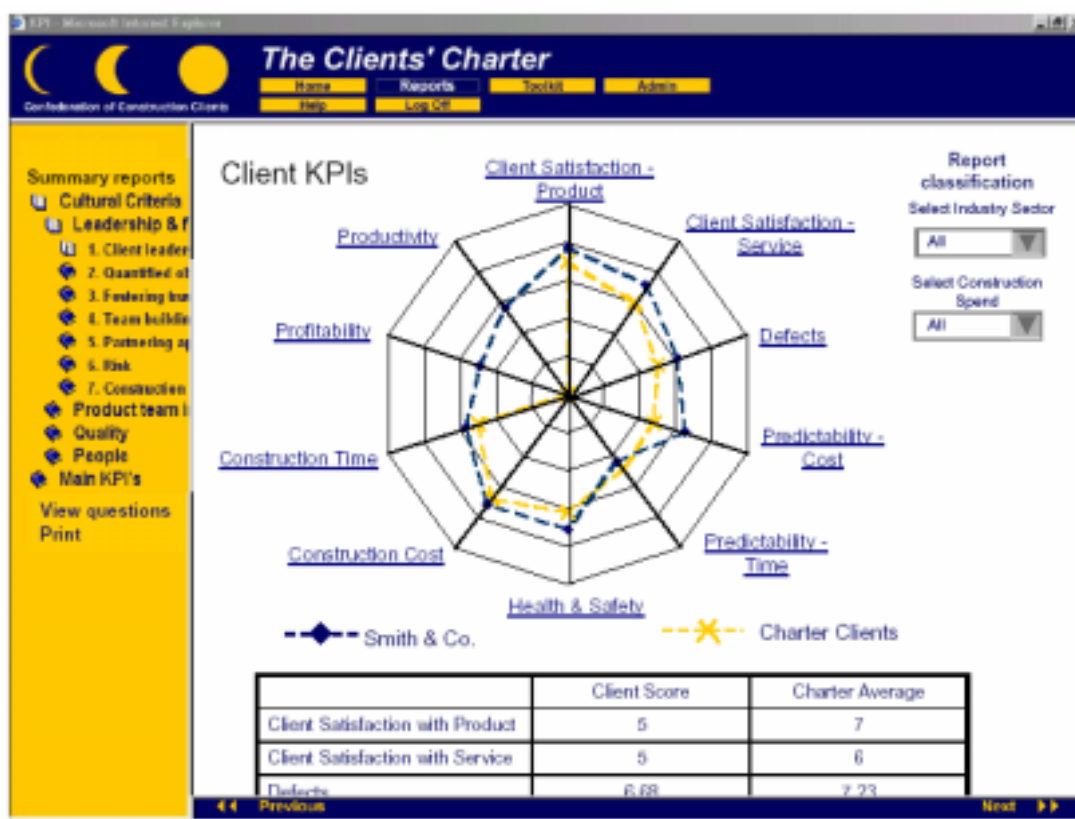 KPI - Microsoft Internet Explorer
The Clients' Charter
Home Reports Toolkit Admin
Help Log Off
Confederation of Construction Clients
Summary reports
Cultural Criteria
Leadership & f
1. Client leader
2. Quantified ob
3. Fostering
4. Team buildin
5. Partnering a
6. Risk
7. Construction
Product team i
Quality
People
Main KPI's
View questions
Print
Client KPIs
Client Satisfaction -
Product
Client Satisfaction -
Service
Defects
Predictability -
Cost
Predictability -
Time
Health & Safety
Construction Cost
Construction Time
Profitability
Productivity
Report
classification
Select Industry Sector
All
Select Construction
Spend
All
Smith & Co.
Charter Clients
Client Score Charter Average
Client Satisfaction with Product 5 7
Client Satisfaction with Service 5 6
Defects 6.68 7.23
Previous Next